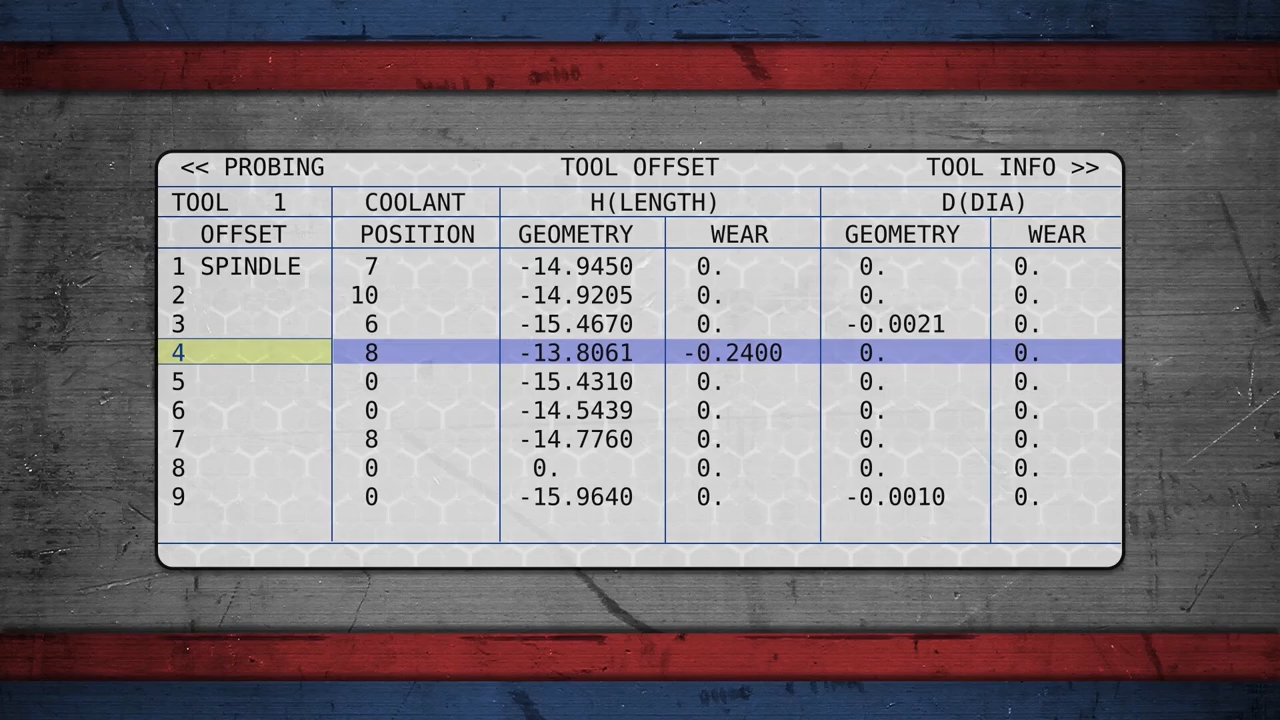 << PROBING TOOL OFFSET TOOL INFO >>
TOOL 1 COOLANT H(LENGTH) D(DIA)
OFFSET POSITION GEOMETRY WEAR GEOMETRY WEAR
1 SPINDLE 7 -14.9450 0. 0. 0.
2 10 -14.9205 0. 0. 0.
3 6 -15.4670 0. -0.0021 0.
4 8 -13.8061 -0.2400 0. 0.
5 0 -15.4310 0. 0. 0.
6 0 -14.5439 0. 0. 0.
7 8 -14.7760 0. 0. 0.
8 0 0. 0. 0. 0.
9 0 -15.9640 0. -0.0010 0.